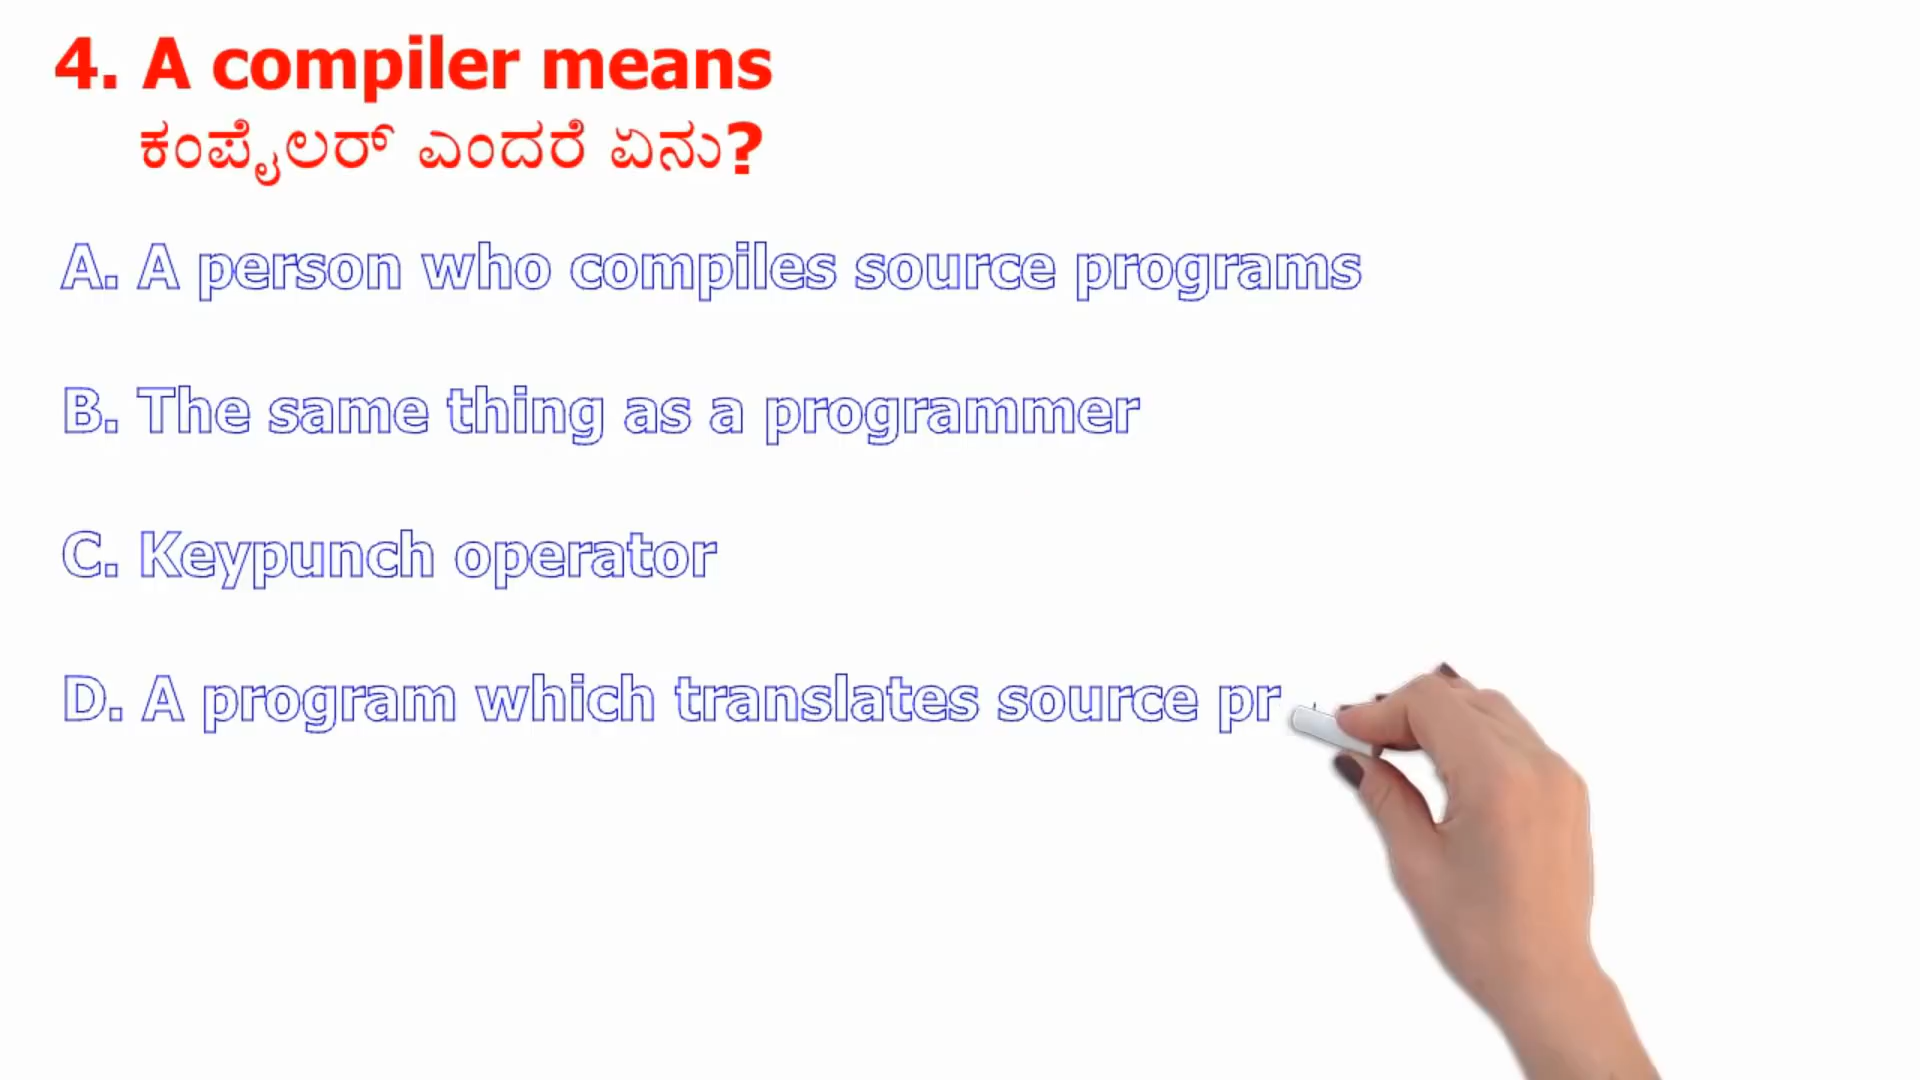 4. A compiler means
ಕಂಪೈಲರ್ ಎಂದರೆ ಏನು?
A. A person who compiles source programs
B. The same thing as a programmer
C. Keypunch operator
D. A program which translates source pr